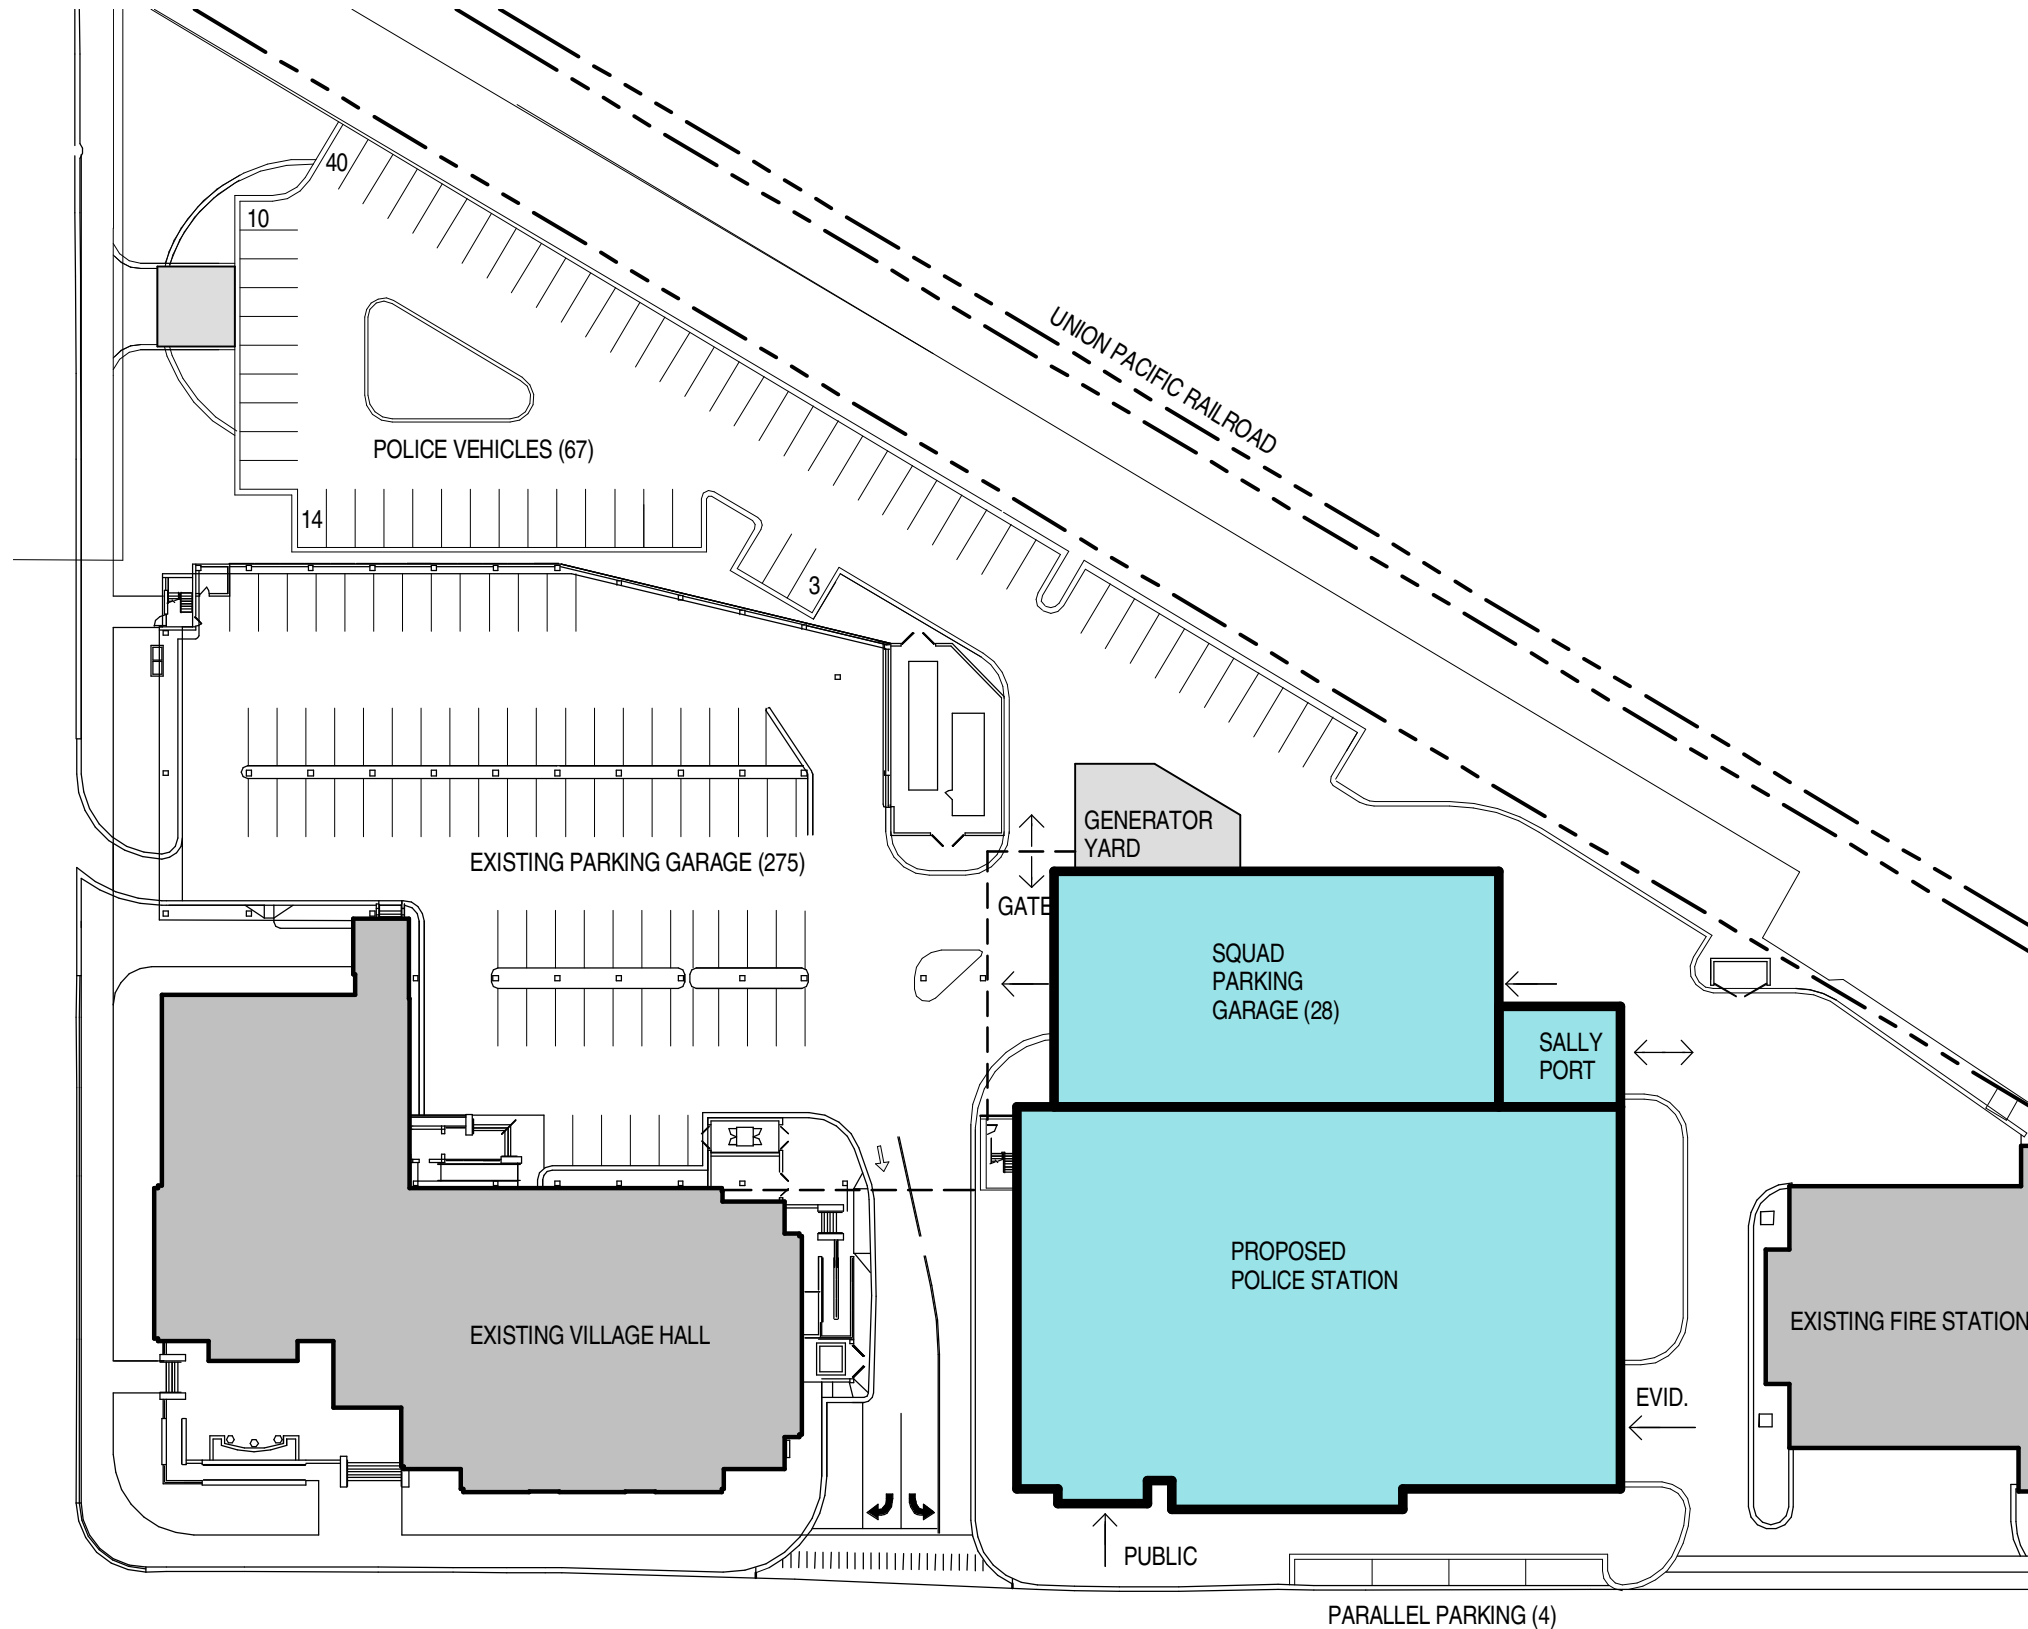 40
10
UNION PACIFIC RAILROAD
POLICE VEHICLES (67)
14
3
GENERATOR
YARD
EXISTING PARKING GARAGE (275)
GATE
SQUAD
PARKING
GARAGE (28)
SALLY
PORT
PROPOSED
POLICE STATION
EXISTING VILLAGE HALL
EXISTING FIRE STATION
EVID.
PUBLIC
PARALLEL PARKING (4)